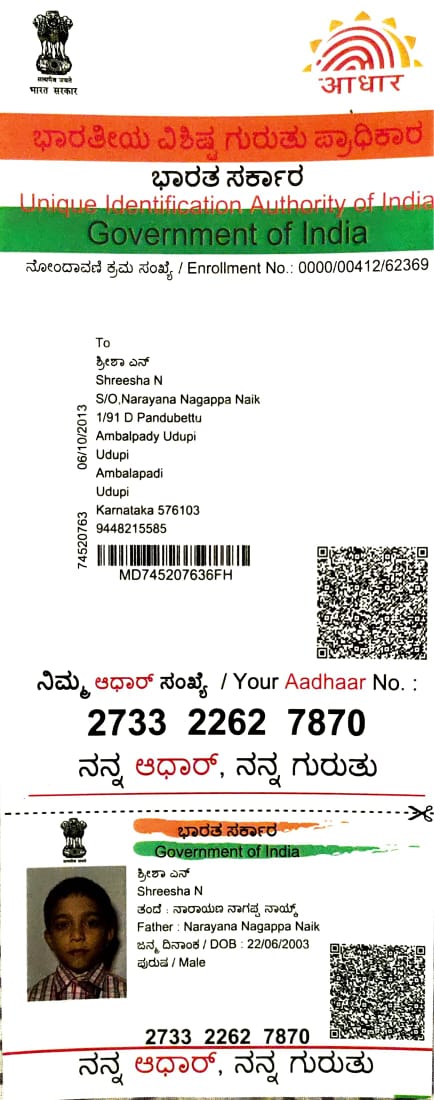 सत्यमेव जयते
भारत सरकार
आधार
ಭಾರತೀಯ ವಿಶಿಷ್ಟ ಗುರುತು ಪ್ರಾಧಿಕಾರ
ಭಾರತ ಸರ್ಕಾರ
Unique Identification Authority of India
Government of India
ನೋಂದಾವಣಿ ಕ್ರಮ ಸಂಖ್ಯೆ / Enrollment No.: 0000/00412/62369
To
ಶ್ರೀಶಾ ಎನ್
Shreesha N
S/O,Narayana Nagappa Naik
1/91 D Pandubettu
Ambalpady Udupi
Udupi
Ambalapadi
Udupi
Karnataka 576103
9448215585
74520763 06/10/2013
MD745207636FH
ನಿಮ್ಮ ಆಧಾರ್ ಸಂಖ್ಯೆ / Your Aadhaar No. :
2733 2262 7870
ನನ್ನ ಆಧಾರ್, ನನ್ನ ಗುರುತು
ಭಾರತ ಸರ್ಕಾರ
Government of India
ಶ್ರೀಶಾ ಎನ್
Shreesha N
ತಂದೆ : ನಾರಾಯಣ ನಾಗಪ್ಪ ನಾಯ್ಕ್
Father : Narayana Nagappa Naik
ಜನ್ಮ ದಿನಾಂಕ / DOB : 22/06/2003
ಪುರುಷ / Male
2733 2262 7870
ನನ್ನ ಆಧಾರ್, ನನ್ನ ಗುರುತು